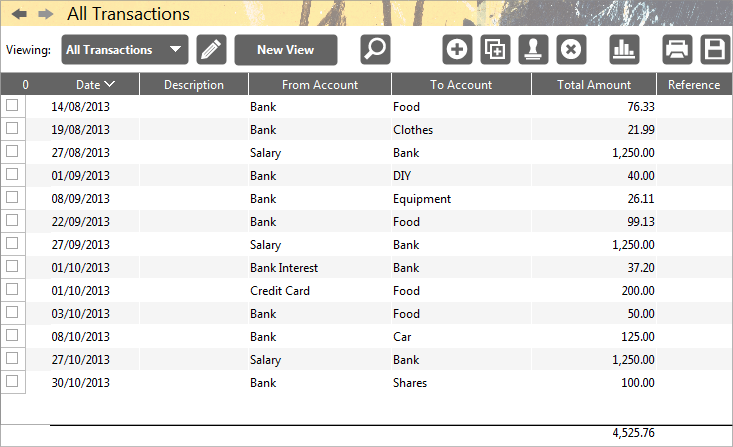 All Transactions
Viewing: All Transactions New View
0 Date Description From Account To Account Total Amount Reference
14/08/2013 Bank Food 76.33
19/08/2013 Bank Clothes 21.99
27/08/2013 Salary Bank 1,250.00
01/09/2013 Bank DIY 40.00
08/09/2013 Bank Equipment 26.11
22/09/2013 Bank Food 99.13
27/09/2013 Salary Bank 1,250.00
01/10/2013 Bank Interest Bank 37.20
01/10/2013 Credit Card Food 200.00
03/10/2013 Bank Food 50.00
08/10/2013 Bank Car 125.00
27/10/2013 Salary Bank 1,250.00
30/10/2013 Bank Shares 100.00
4,525.76